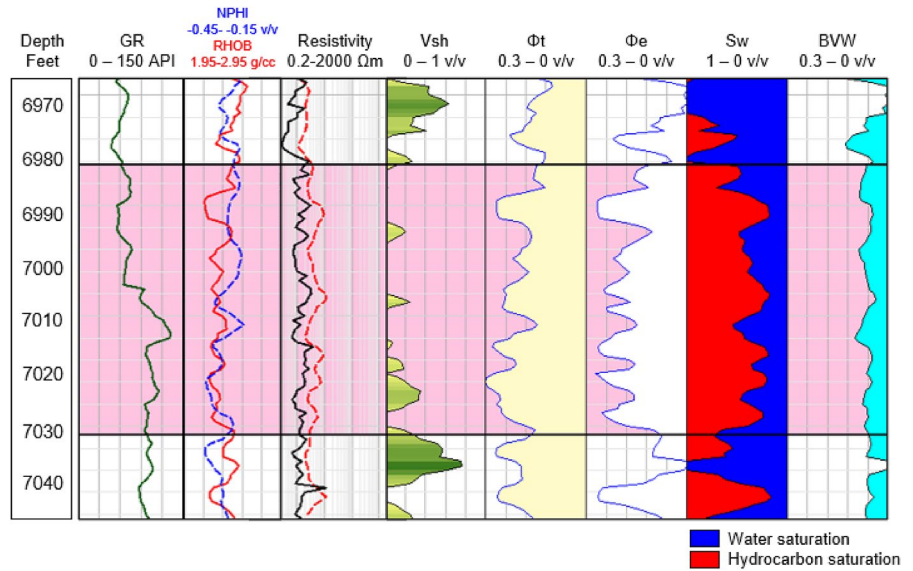 NPHI
-0.45- -0.15 v/v
Depth GR RHOB Resistivity Vsh Φt Φe Sw BVW
Feet 0 – 150 API 1.95-2.95 g/cc 0.2-2000 Ωm 0 – 1 v/v 0.3 – 0 v/v 0.3 – 0 v/v 1 – 0 v/v 0.3 – 0 v/v
6970
6980
6990
7000
7010
7020
7030
7040
Water saturation
Hydrocarbon saturation